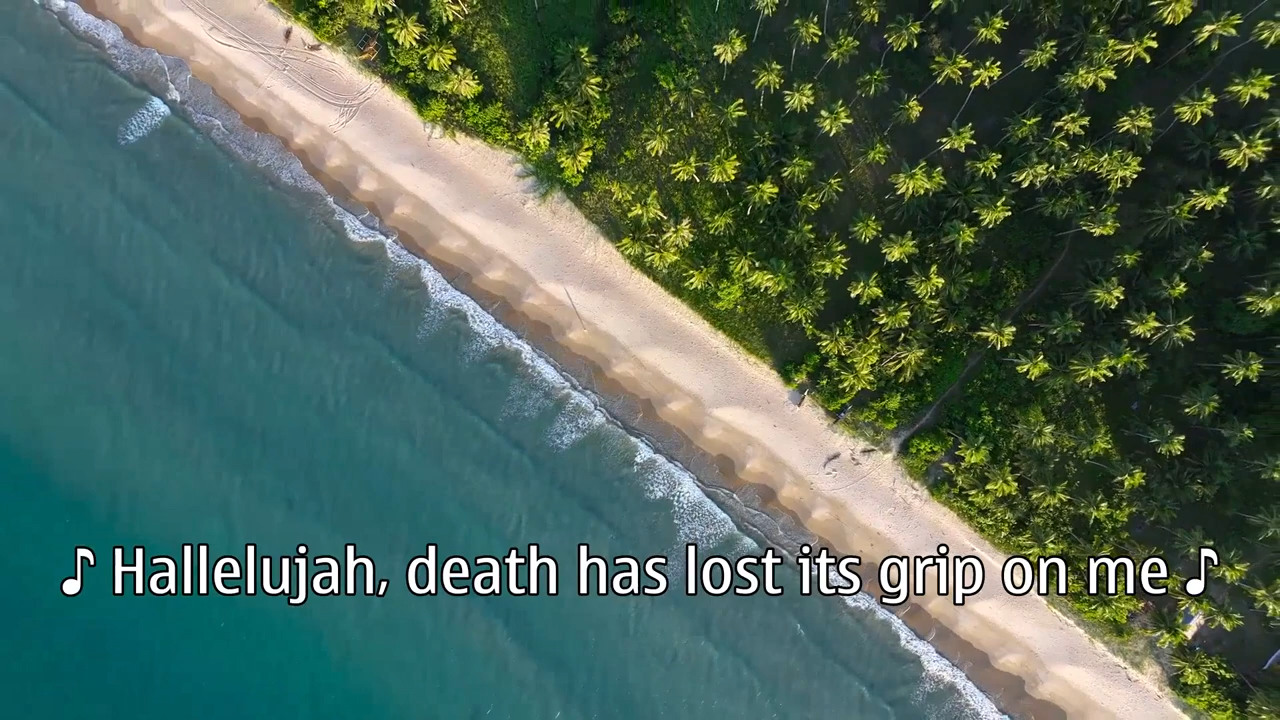 ♪ Hallelujah, death has lost its grip on me ♪